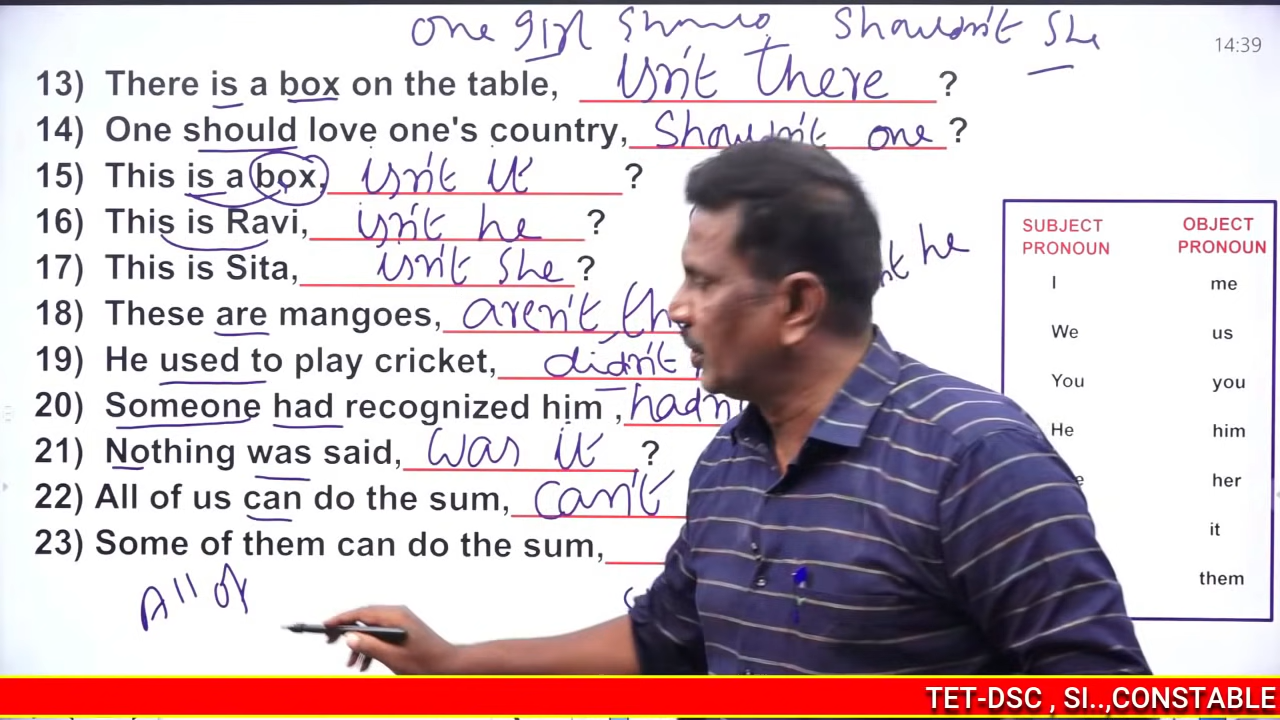 one girl should Shouldn't she
14:39
13) There is a box on the table, isn't there ?
14) One should love one's country, Shouldn't one ?
15) This is a box, isn't it ?
16) This is Ravi, isn't he ?
17) This is Sita, isn't she ?
18) These are mangoes, aren't
19) He used to play cricket, didn't
20) Someone had recognized him ,
21) Nothing was said, was it ?
22) All of us can do the sum, can't
23) Some of them can do the sum,
All of
he
SUBJECT PRONOUN OBJECT PRONOUN
I me
We us
You you
He him
her
it
them
TET-DSC , SI..,CONSTABLE